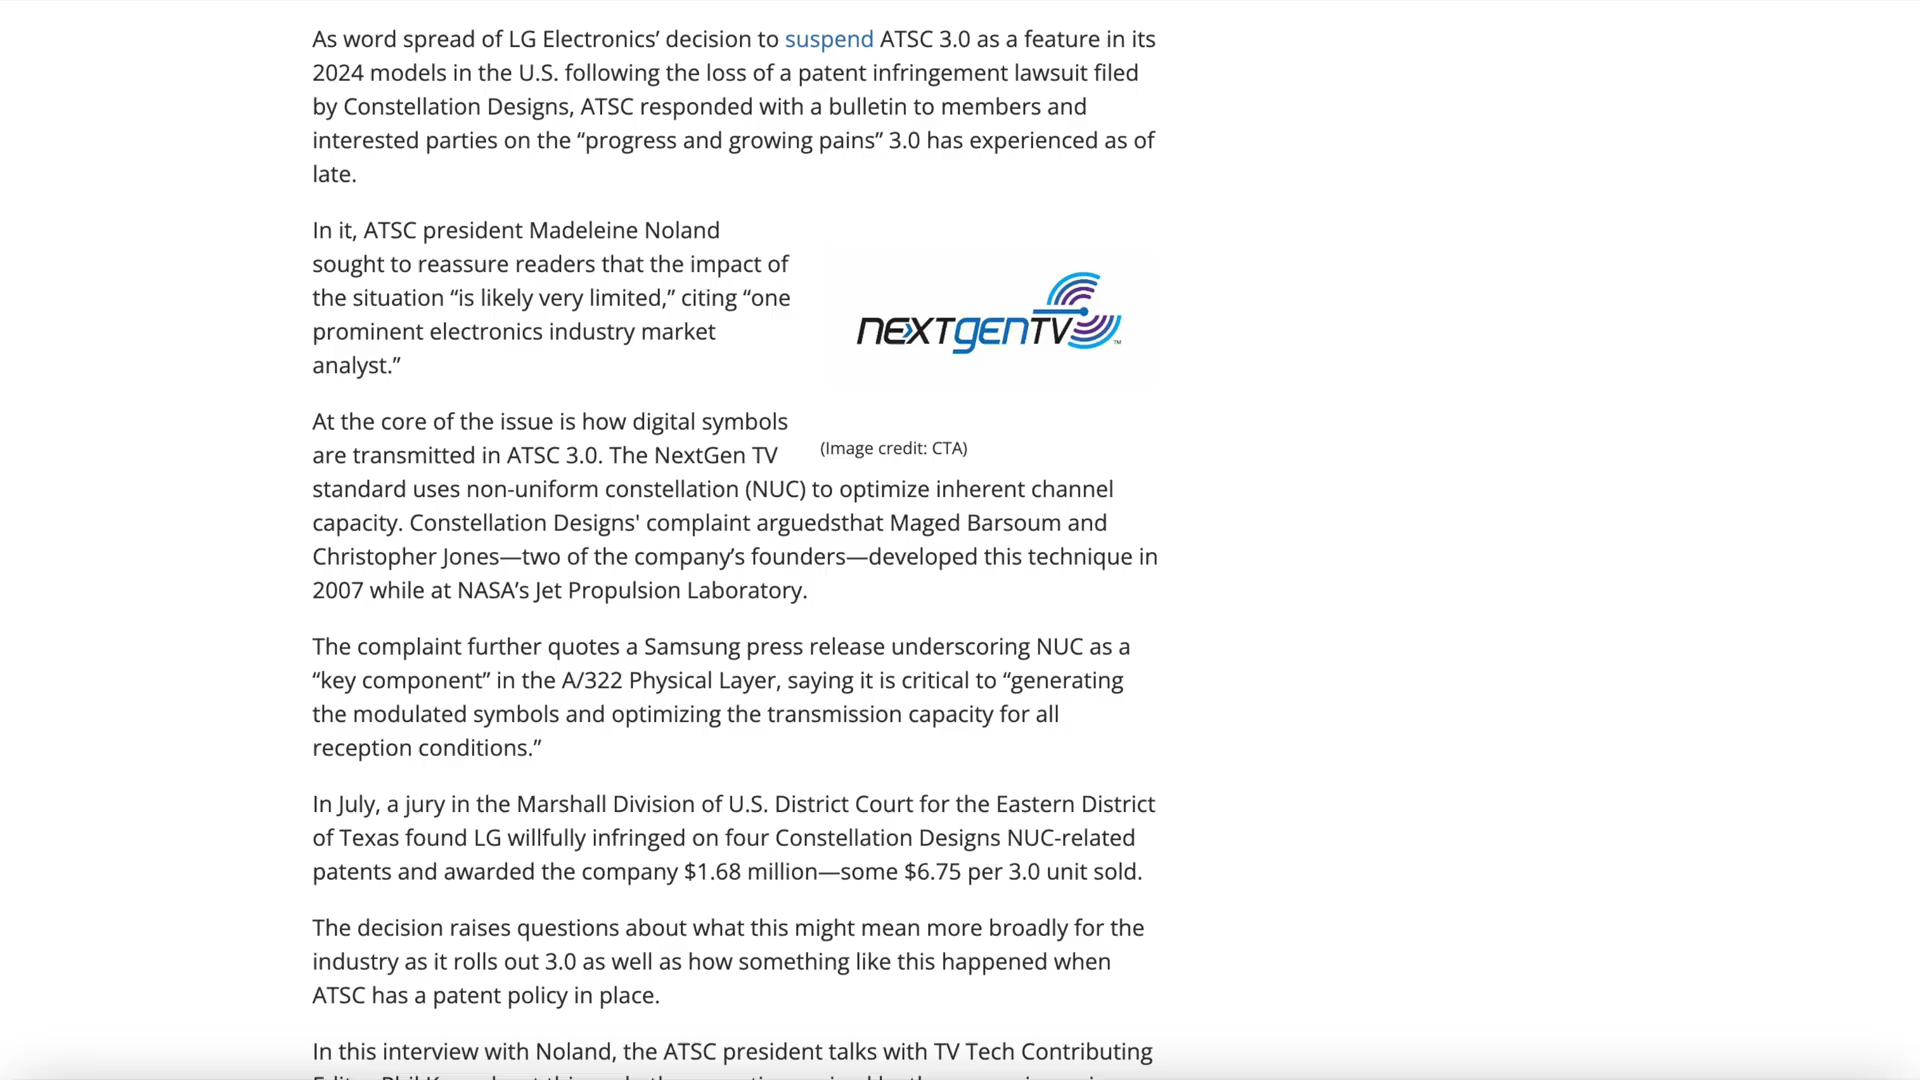 As word spread of LG Electronics’ decision to suspend ATSC 3.0 as a feature in its
2024 models in the U.S. following the loss of a patent infringement lawsuit filed
by Constellation Designs, ATSC responded with a bulletin to members and
interested parties on the “progress and growing pains” 3.0 has experienced as of
late.
In it, ATSC president Madeleine Noland
sought to reassure readers that the impact of
the situation “is likely very limited,” citing “one
prominent electronics industry market
analyst.”
NEXTGENTV™
(Image credit: CTA)
At the core of the issue is how digital symbols
are transmitted in ATSC 3.0. The NextGen TV
standard uses non-uniform constellation (NUC) to optimize inherent channel
capacity. Constellation Designs' complaint arguedsthat Maged Barsoum and
Christopher Jones—two of the company’s founders—developed this technique in
2007 while at NASA’s Jet Propulsion Laboratory.
The complaint further quotes a Samsung press release underscoring NUC as a
“key component” in the A/322 Physical Layer, saying it is critical to “generating
the modulated symbols and optimizing the transmission capacity for all
reception conditions.”
In July, a jury in the Marshall Division of U.S. District Court for the Eastern District
of Texas found LG willfully infringed on four Constellation Designs NUC-related
patents and awarded the company $1.68 million—some $6.75 per 3.0 unit sold.
The decision raises questions about what this might mean more broadly for the
industry as it rolls out 3.0 as well as how something like this happened when
ATSC has a patent policy in place.
In this interview with Noland, the ATSC president talks with TV Tech Contributing